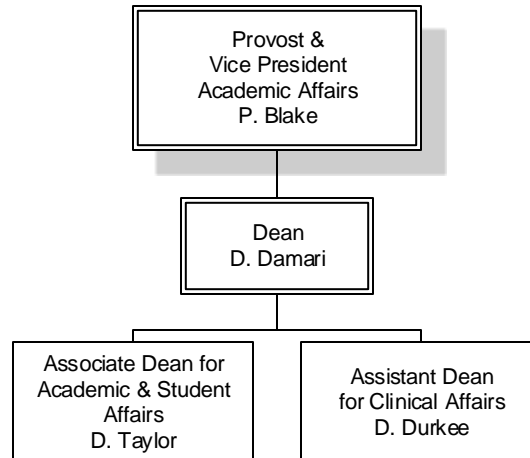 Provost &
Vice President
Academic Affairs
P. Blake
Dean
D. Damari
Associate Dean for
Academic & Student
Affairs
D. Taylor
Assistant Dean
for Clinical Affairs
D. Durkee